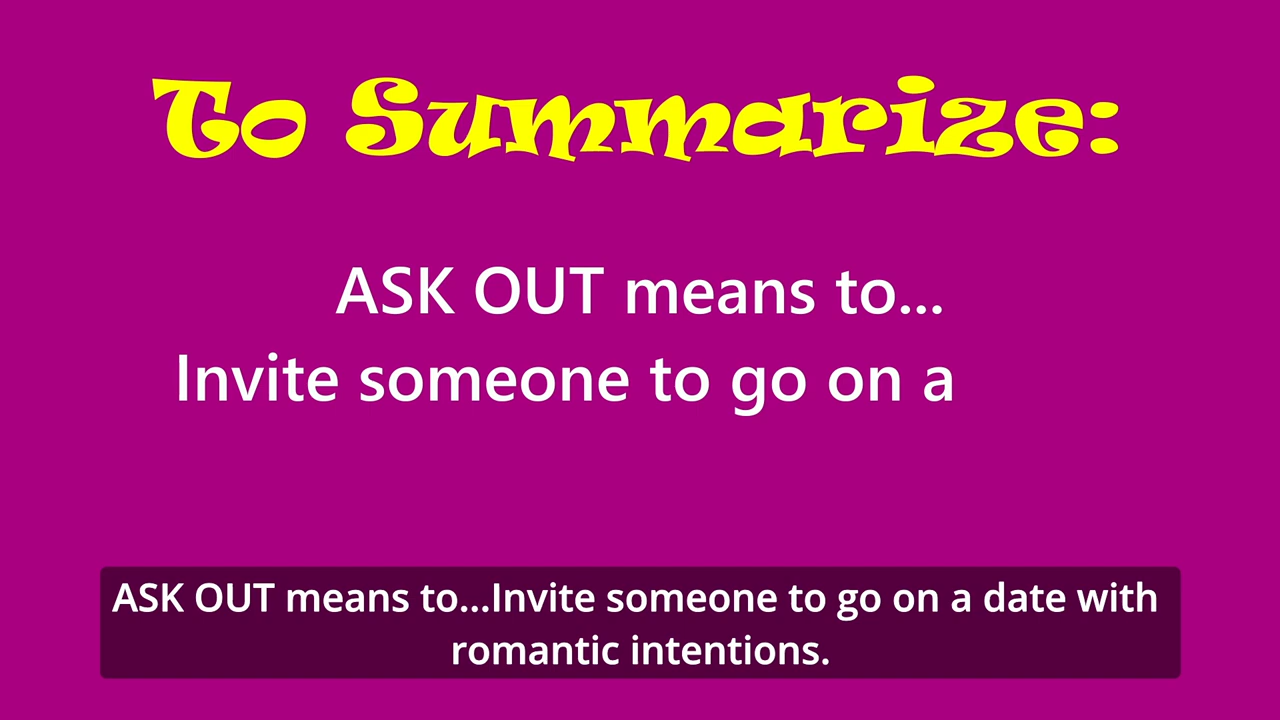 To Summarize:
ASK OUT means to...
Invite someone to go on a
ASK OUT means to...Invite someone to go on a date with
romantic intentions.